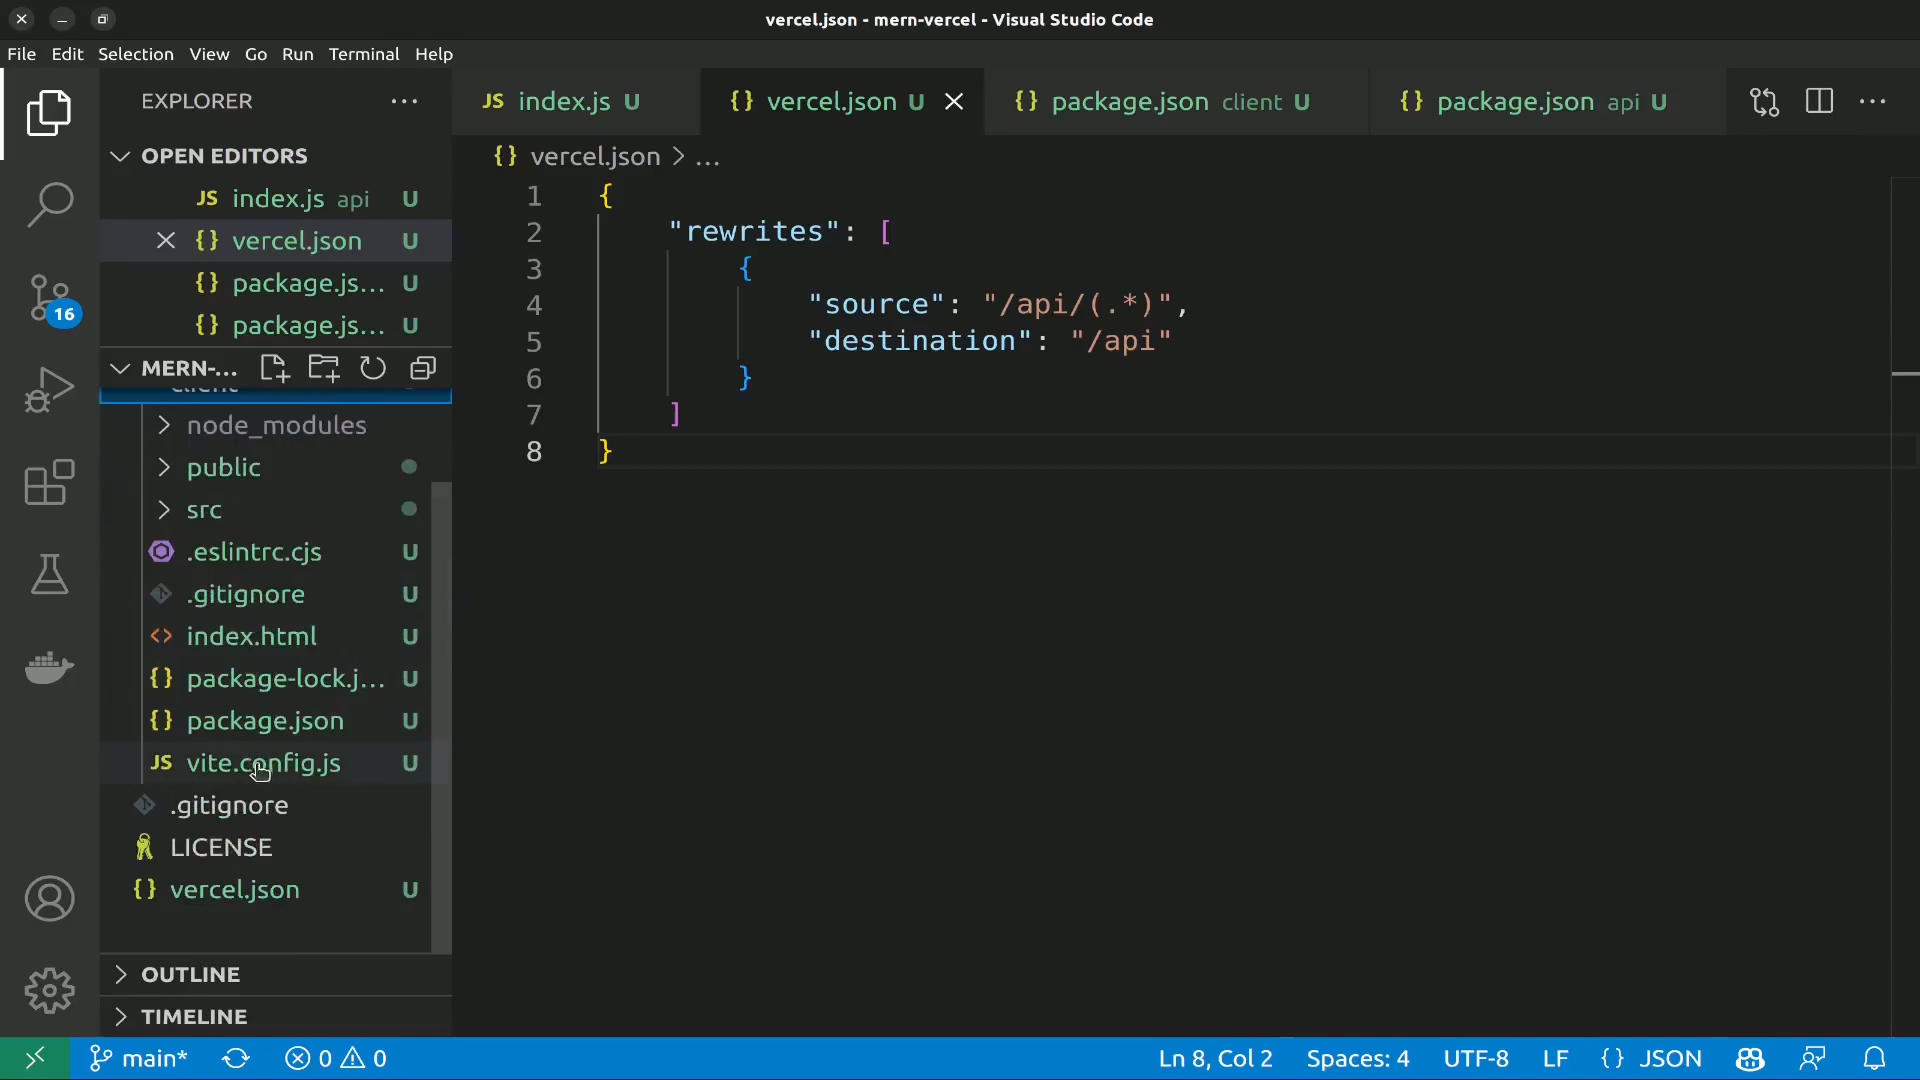 vercel.json - mern-vercel - Visual Studio Code
File Edit Selection View Go Run Terminal Help
EXPLORER
JS index.js U
{} vercel.json U
{} package.json client U
{} package.json api U
OPEN EDITORS
JS index.js api U
{} vercel.json U
{} package.js... U
{} package.js... U
MERN-...
client
node_modules
public
src
.eslintrc.cjs U
.gitignore U
<> index.html U
{} package-lock.j... U
{} package.json U
JS vite.config.js U
.gitignore
LICENSE
{} vercel.json U
OUTLINE
TIMELINE
16
{} vercel.json > ...
1 {
2 "rewrites": [
3 {
4 "source": "/api/(.*)",
5 "destination": "/api"
6 }
7 ]
8 }
main* 0 0 Ln 8, Col 2 Spaces: 4 UTF-8 LF {} JSON